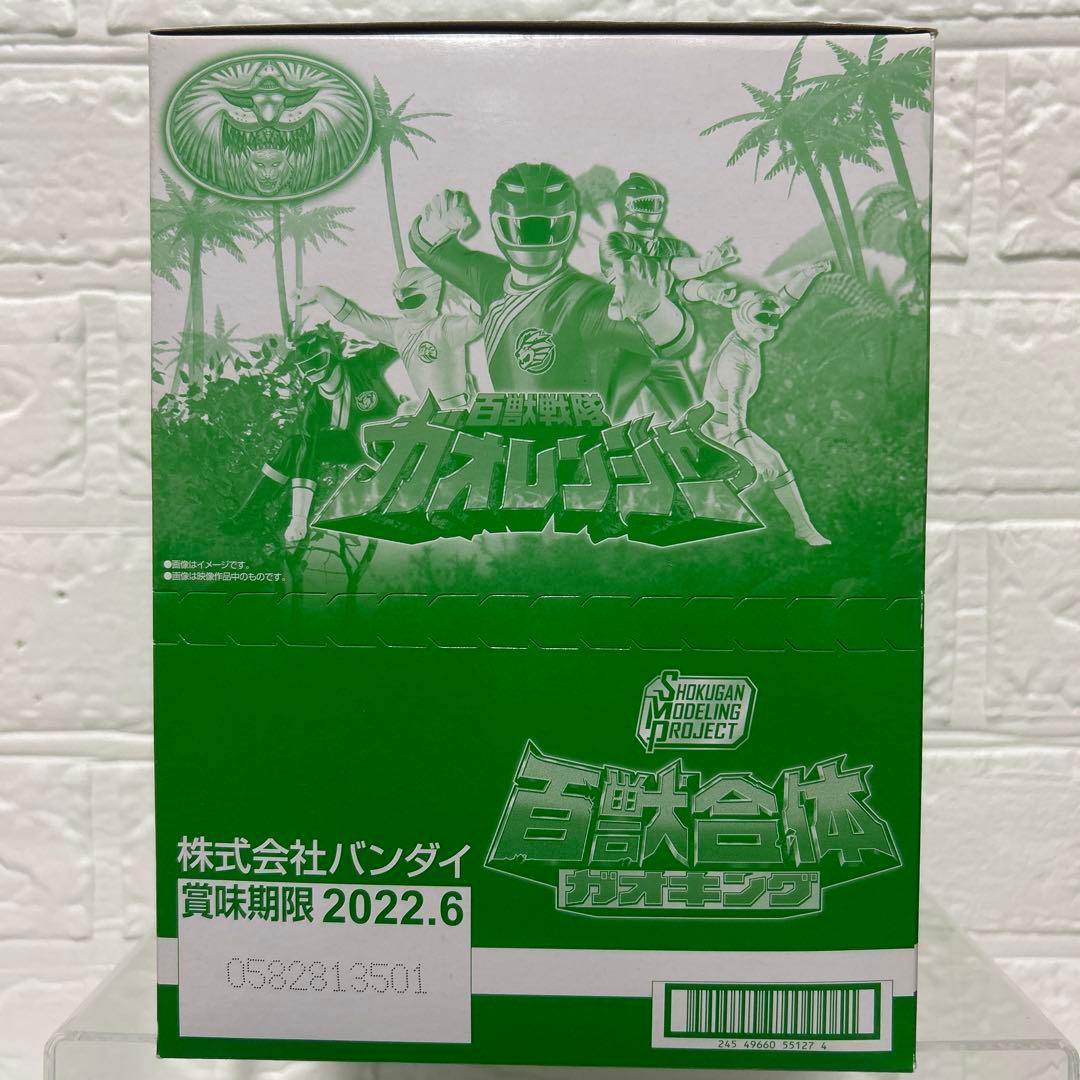 百獣戦隊
ガオレンジャー
●画像はイメージです。
●画像は映像作品中のものです。
SHOKUGAN
MODELING
PROJECT
百獣合体
ガオキング
株式会社バンダイ
賞味期限 2022.6
0582813501
245 49660 55127 4